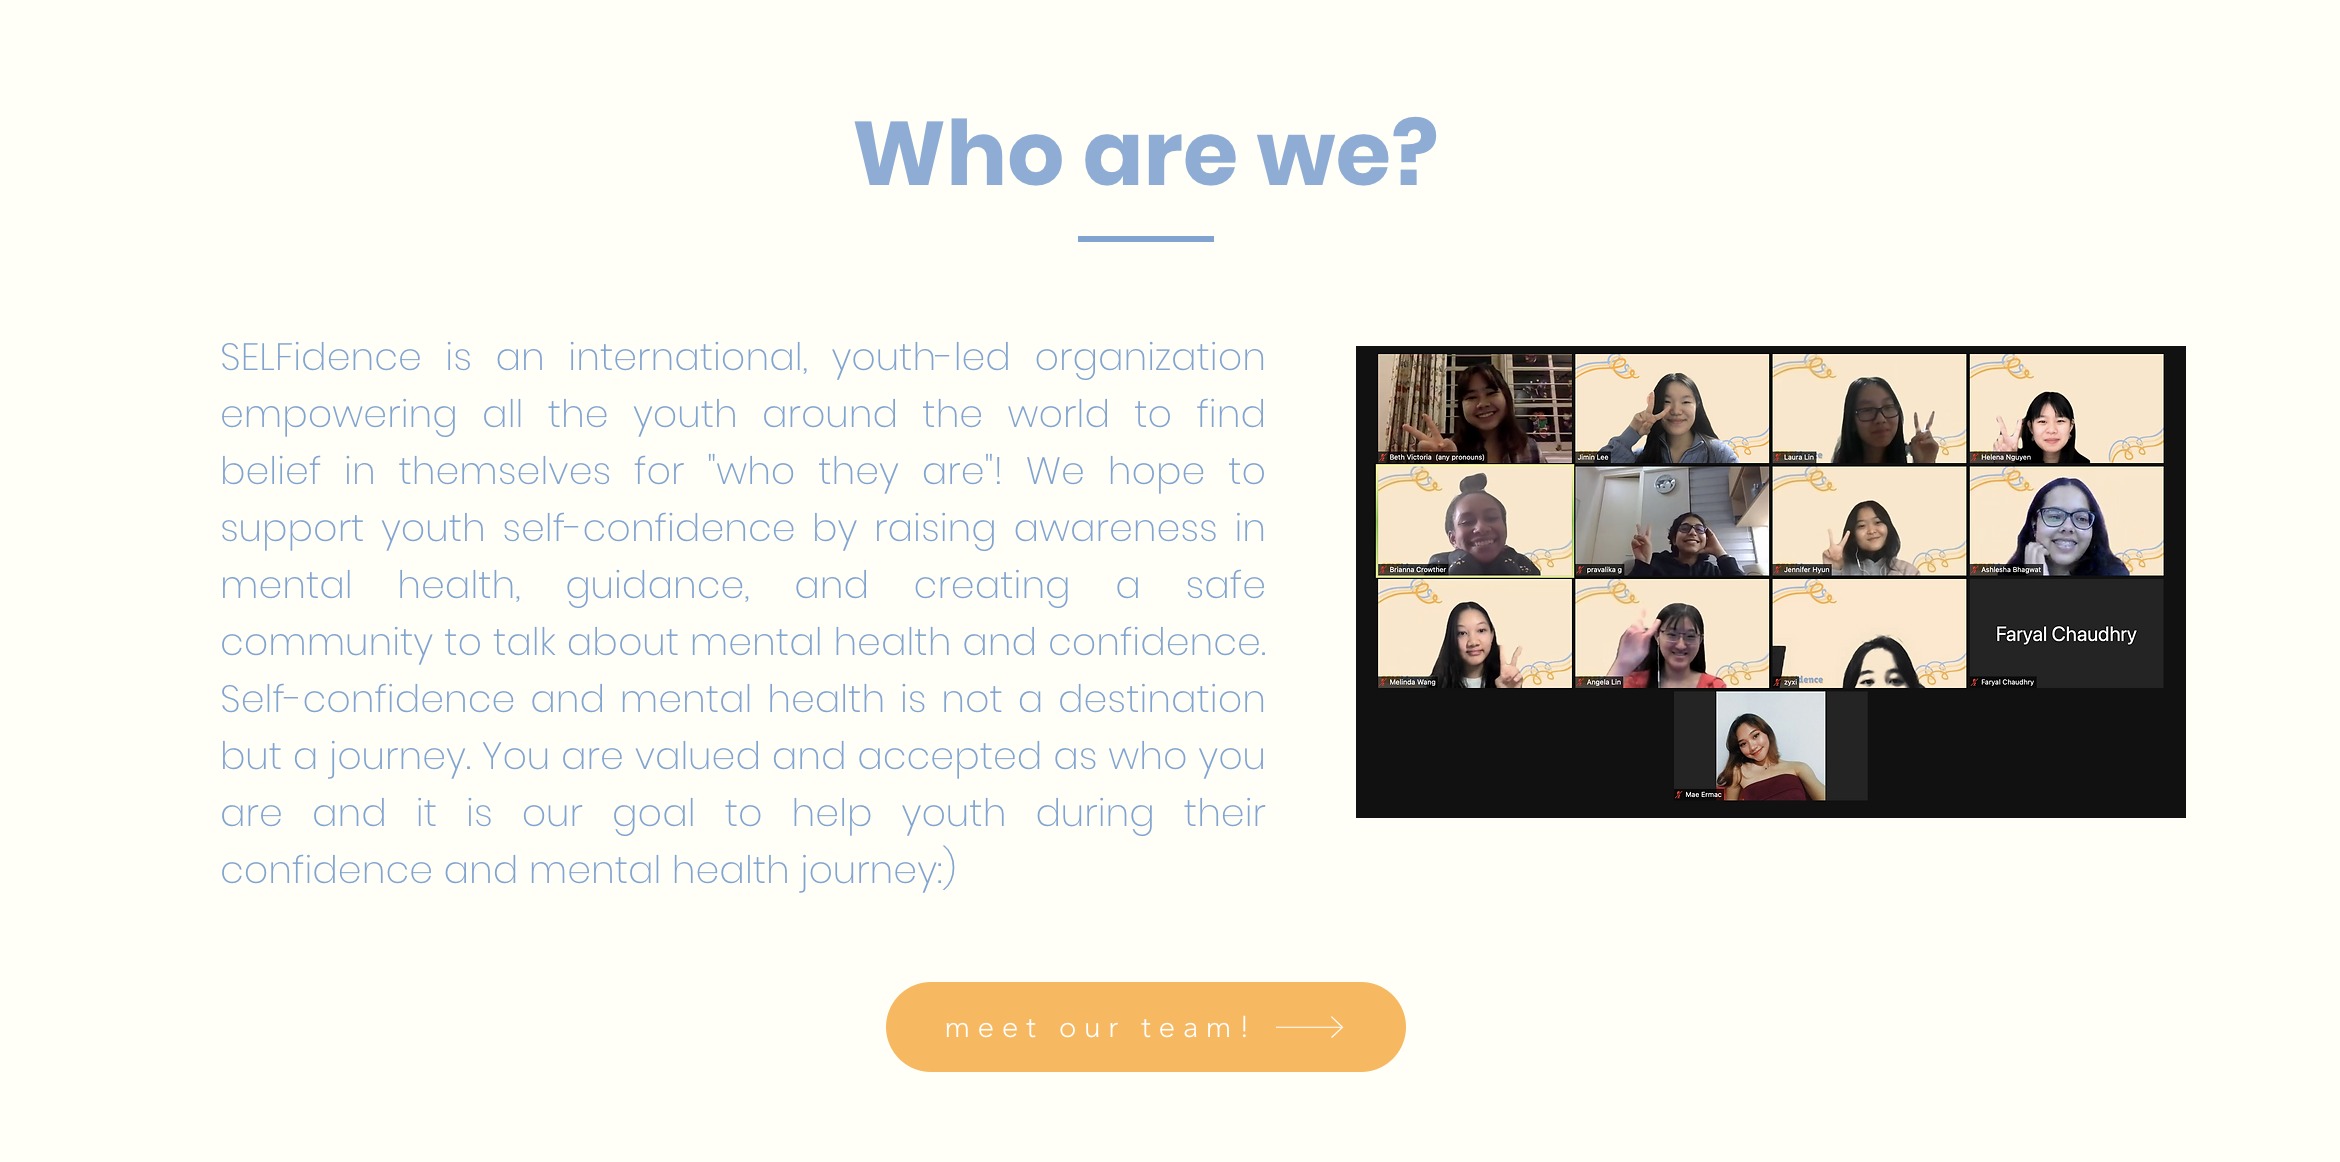 Who are we?
SELFidence is an international, youth-led organization
empowering all the youth around the world to find
belief in themselves for "who they are"! We hope to
support youth self-confidence by raising awareness in
mental health, guidance, and creating a safe
community to talk about mental health and confidence.
Self-confidence and mental health is not a destination
but a journey. You are valued and accepted as who you
are and it is our goal to help youth during their
confidence and mental health journey:)
Beth Victoria (any pronouns)
Jimin Lee
Laura Lin
Helena Nguyen
Brianna Crowther
pravalika g
Jennifer Hyun
Ashlesha Bhagwat
Melinda Wang
Angela Lin
zyxi
Faryal Chaudhry
Faryal Chaudhry
Mae Ermac
meet our team!